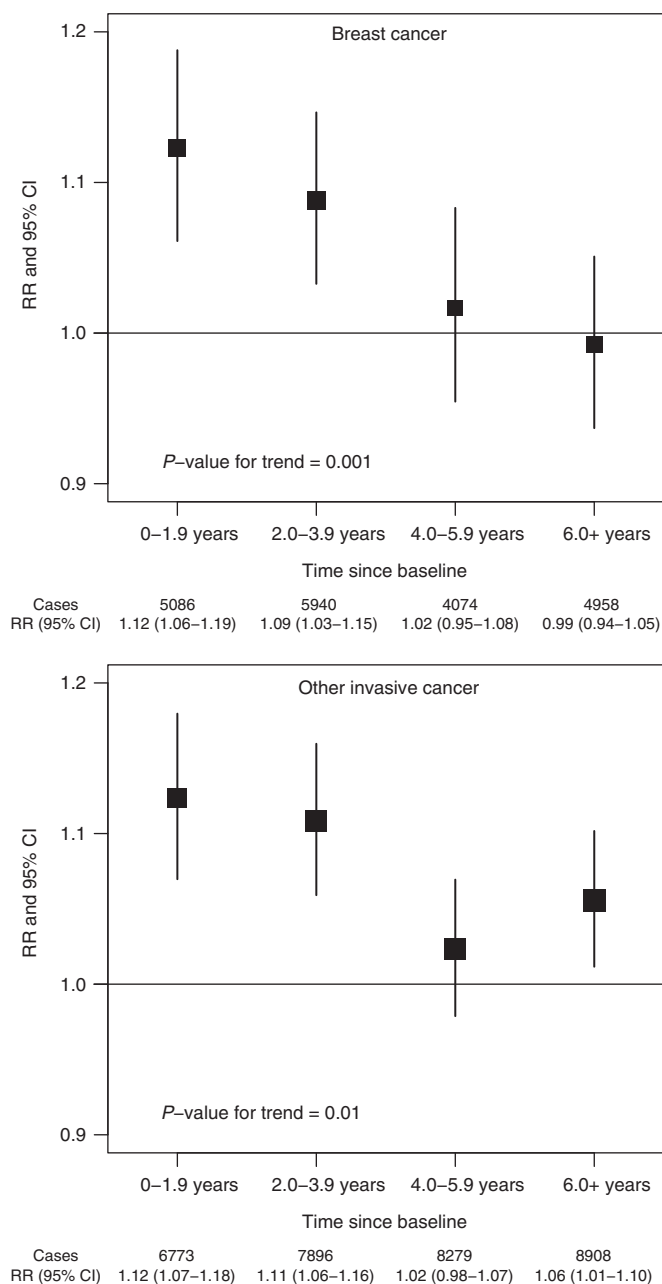 Breast cancer
1.2
1.1
1.0
0.9
RR and 95% CI
P–value for trend = 0.001
0–1.9 years 2.0–3.9 years 4.0–5.9 years 6.0+ years
Time since baseline
Cases 5086 5940 4074 4958
RR (95% CI) 1.12 (1.06–1.19) 1.09 (1.03–1.15) 1.02 (0.95–1.08) 0.99 (0.94–1.05)
Other invasive cancer
1.2
1.1
1.0
0.9
RR and 95% CI
P–value for trend = 0.01
0–1.9 years 2.0–3.9 years 4.0–5.9 years 6.0+ years
Time since baseline
Cases 6773 7896 8279 8908
RR (95% CI) 1.12 (1.07–1.18) 1.11 (1.06–1.16) 1.02 (0.98–1.07) 1.06 (1.01–1.10)